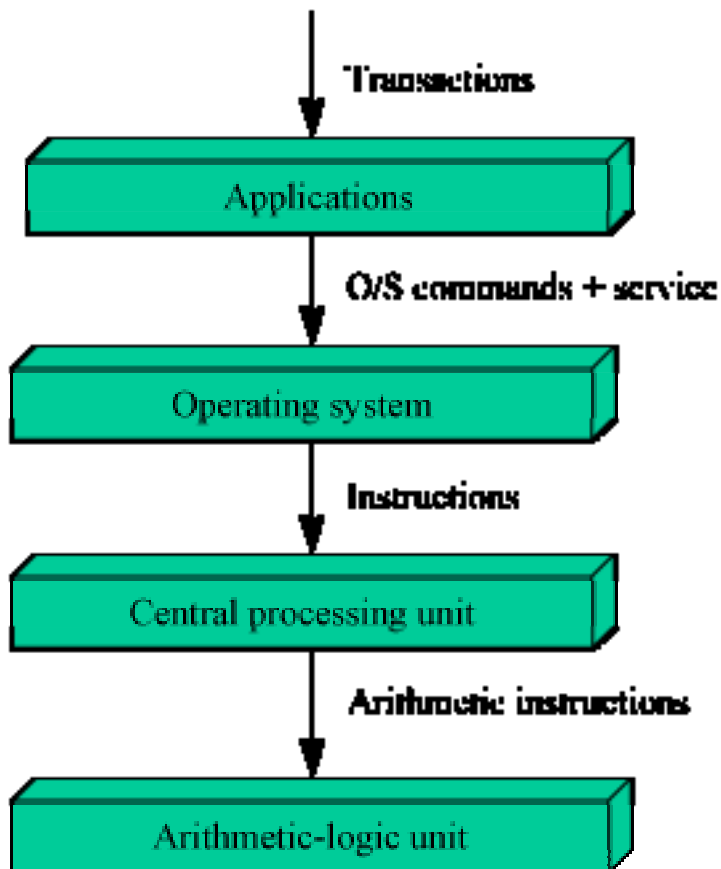 Transactions
Applications
O/S commands + service
Operating system
Instructions
Central processing unit
Arithmetic instructions
Arithmetic-logic unit